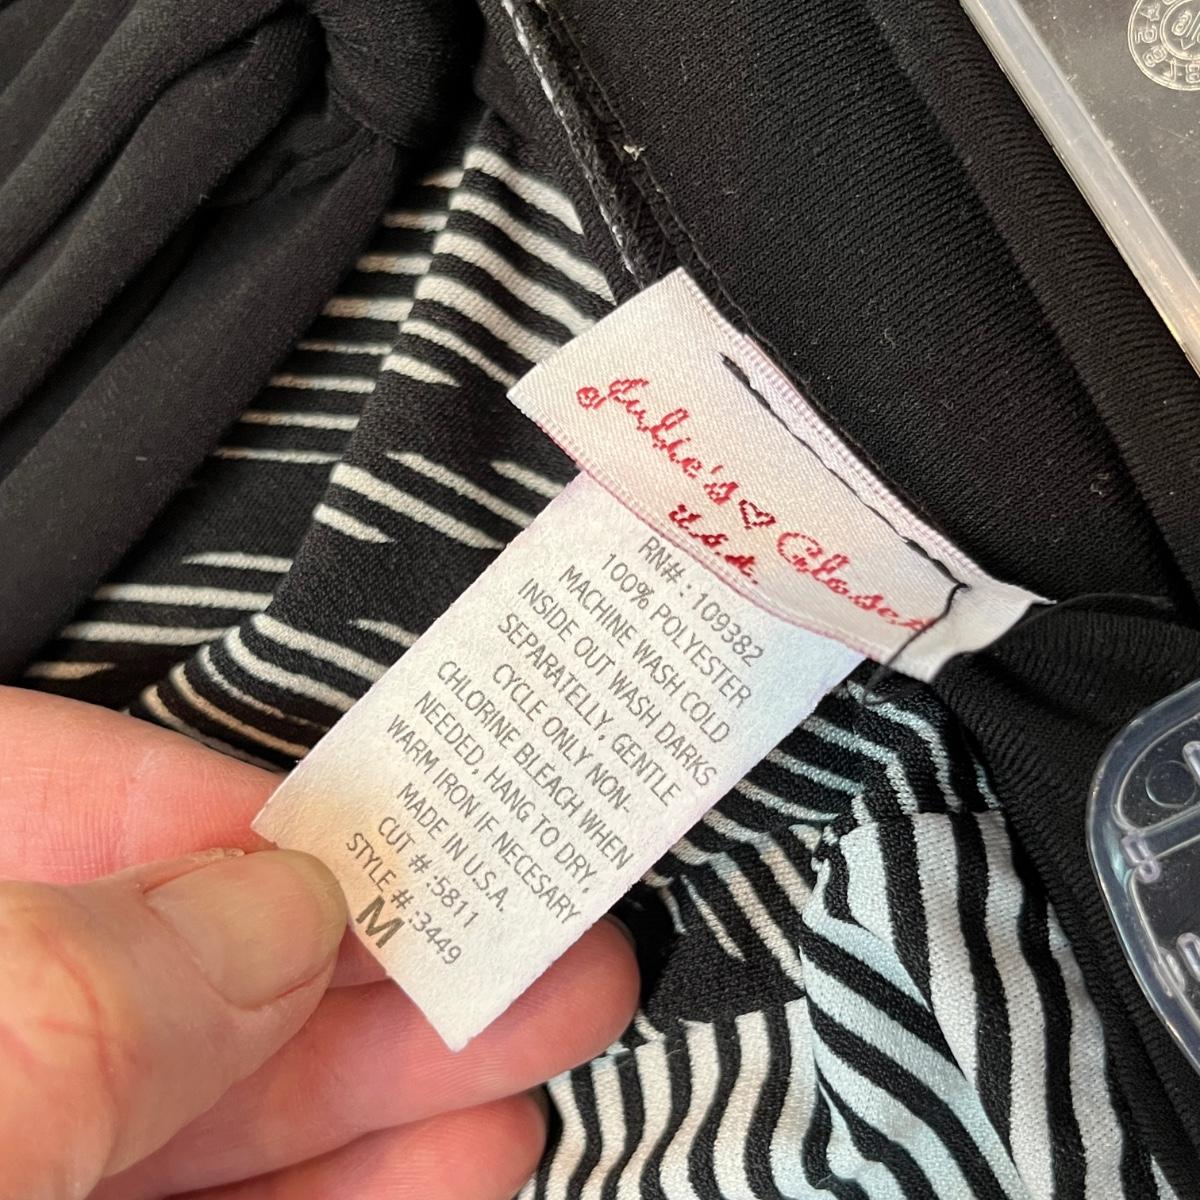 Julie's ♡ Closet
U.S.A.
RN# : 109382
100% POLYESTER
MACHINE WASH COLD
INSIDE OUT WASH DARKS
SEPARATELLY, GENTLE
CYCLE ONLY NON-
CHLORINE BLEACH WHEN
NEEDED, HANG TO DRY,
WARM IRON IF NECESARY
MADE IN U.S.A.
CUT # :5811
STYLE #:3449
M